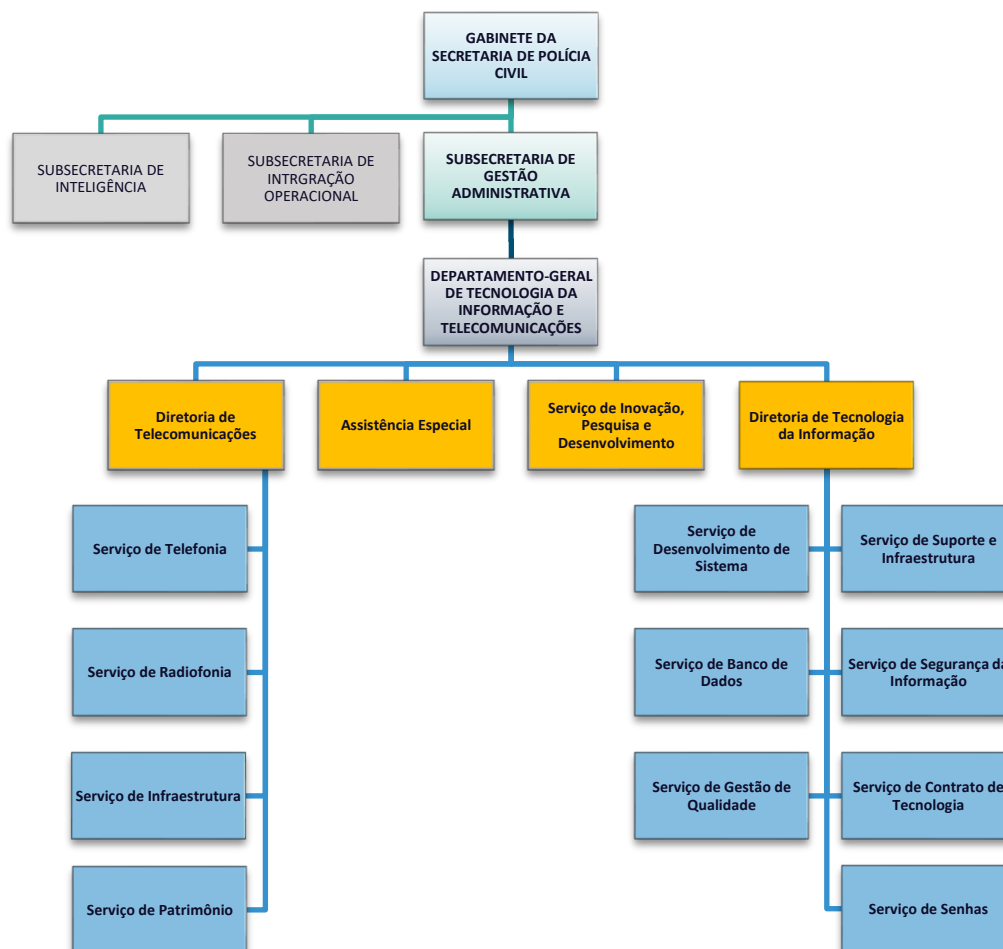 GABINETE DA
SECRETARIA DE POLÍCIA
CIVIL
SUBSECRETARIA DE
INTELIGÊNCIA
SUBSECRETARIA DE
INTRGRAÇÃO
OPERACIONAL
SUBSECRETARIA DE
GESTÃO
ADMINISTRATIVA
DEPARTAMENTO-GERAL
DE TECNOLOGIA DA
INFORMAÇÃO E
TELECOMUNICAÇÕES
Diretoria de
Telecomunicações
Assistência Especial
Serviço de Inovação,
Pesquisa e
Desenvolvimento
Diretoria de Tecnologia
da Informação
Serviço de Telefonia
Serviço de Radiofonia
Serviço de Infraestrutura
Serviço de Patrimônio
Serviço de
Desenvolvimento de
Sistema
Serviço de Suporte e
Infraestrutura
Serviço de Banco de
Dados
Serviço de Segurança da
Informação
Serviço de Gestão de
Qualidade
Serviço de Contrato de
Tecnologia
Serviço de Senhas